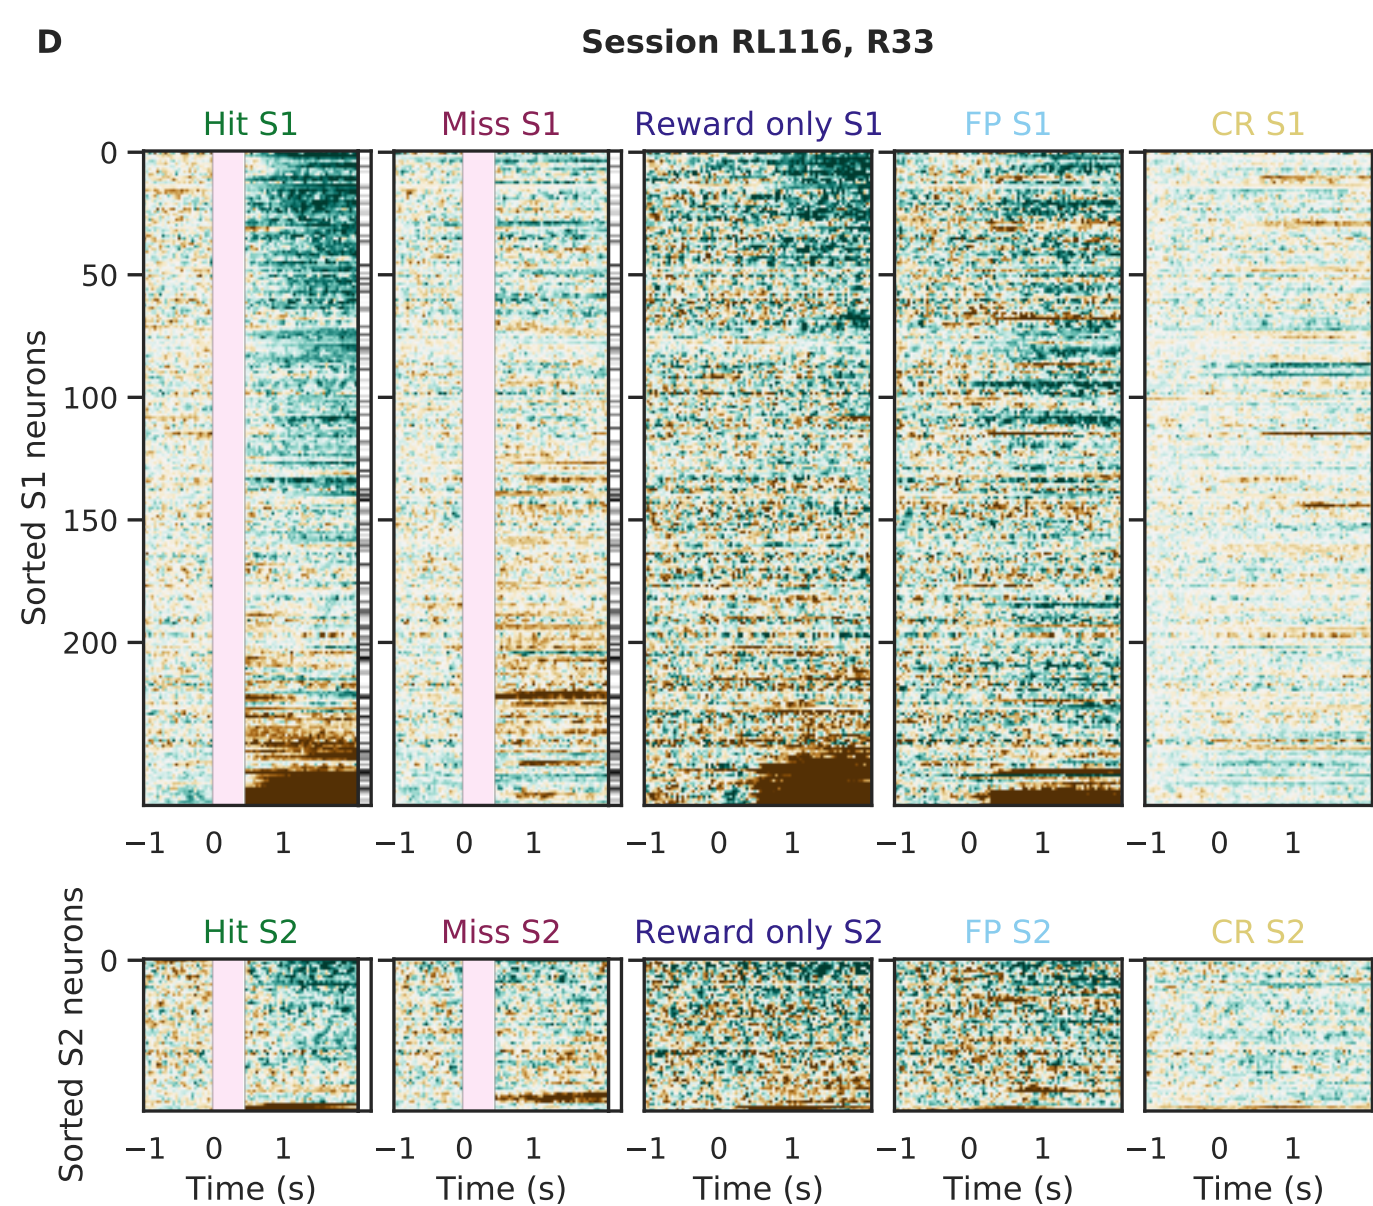 D
Session RL116, R33
Hit S1 Miss S1 Reward only S1 FP S1 CR S1
Sorted S1 neurons
0
50
100
150
200
−1 0 1 −1 0 1 −1 0 1 −1 0 1 −1 0 1
Hit S2 Miss S2 Reward only S2 FP S2 CR S2
Sorted S2 neurons
0
−1 0 1 −1 0 1 −1 0 1 −1 0 1 −1 0 1
Time (s) Time (s) Time (s) Time (s) Time (s)